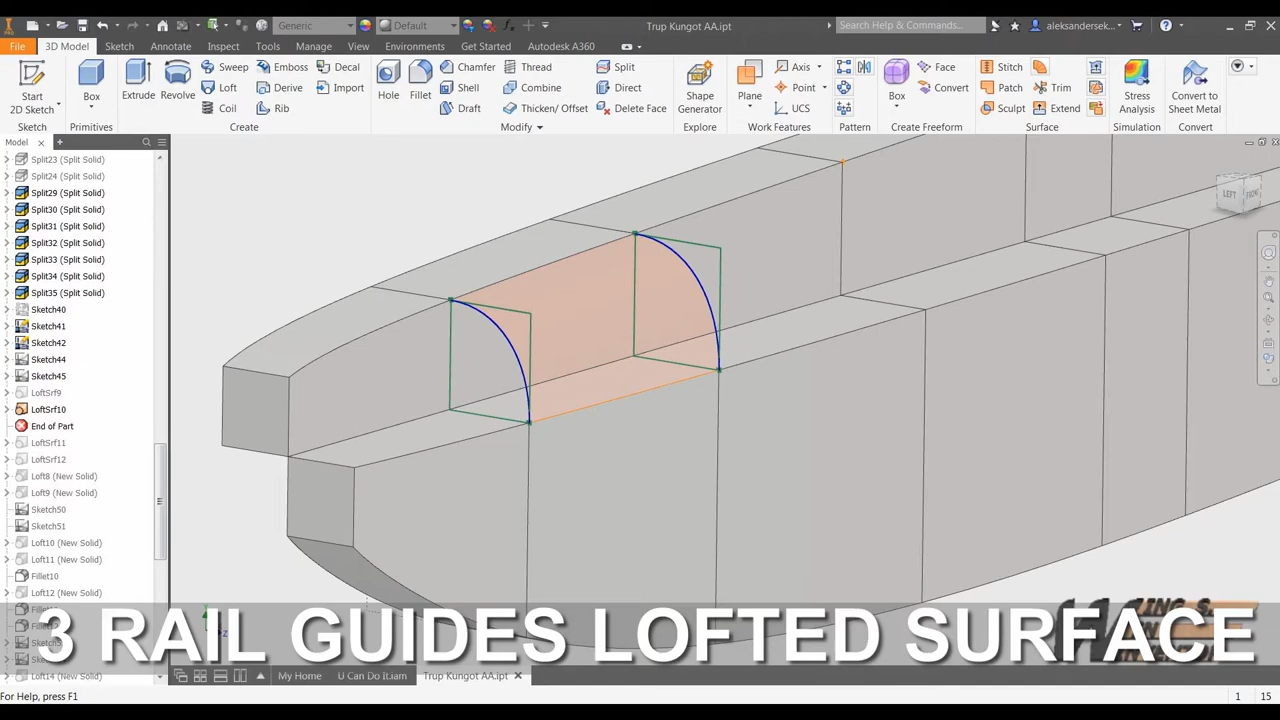 Generic
Default
Trup Kungot AA.ipt
Search Help & Commands...
aleksandersek...
File
3D Model
Sketch
Annotate
Inspect
Tools
Manage
View
Environments
Get Started
Autodesk A360
Start
2D Sketch
Box
Extrude
Revolve
Sweep
Loft
Coil
Emboss
Derive
Rib
Decal
Import
Hole
Fillet
Chamfer
Shell
Draft
Thread
Combine
Thicken/ Offset
Split
Direct
Delete Face
Shape
Generator
Plane
Axis
Point
UCS
Box
Face
Convert
Stitch
Patch
Sculpt
Trim
Extend
Stress
Analysis
Convert to
Sheet Metal
Sketch
Primitives
Create
Modify
Explore
Work Features
Pattern
Create Freeform
Surface
Simulation
Convert
Model
Split23 (Split Solid)
Split24 (Split Solid)
Split29 (Split Solid)
Split30 (Split Solid)
Split31 (Split Solid)
Split32 (Split Solid)
Split33 (Split Solid)
Split34 (Split Solid)
Split35 (Split Solid)
Sketch40
Sketch41
Sketch42
Sketch44
Sketch45
LoftSrf9
LoftSrf10
End of Part
LoftSrf11
LoftSrf12
Loft8 (New Solid)
Loft9 (New Solid)
Sketch50
Sketch51
Loft10 (New Solid)
Loft11 (New Solid)
Fillet10
Loft12 (New Solid)
Loft14 (New Solid)
LEFT
FRONT
3 RAIL GUIDES LOFTED SURFACE
My Home
U Can Do It.iam
Trup Kungot AA.ipt
For Help, press F1
1
15